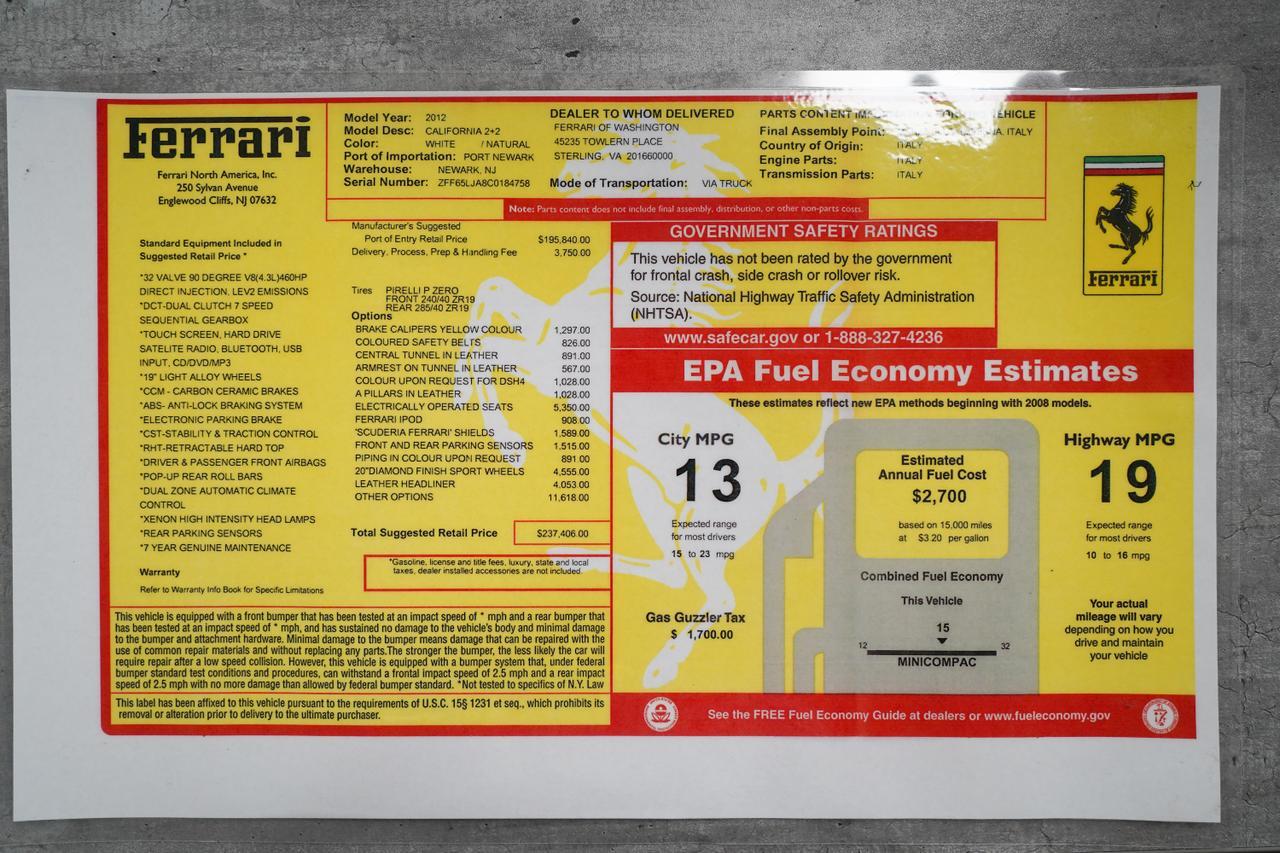 Ferrari
Ferrari North America, Inc.
250 Sylvan Avenue
Englewood Cliffs, NJ 07632
Model Year: 2012
Model Desc: CALIFORNIA 2+2
Color: WHITE / NATURAL
Port of Importation: PORT NEWARK
Warehouse: NEWARK, NJ
Serial Number: ZFF65LJA8C0184758
DEALER TO WHOM DELIVERED
FERRARI OF WASHINGTON
45235 TOWLERN PLACE
STERLING, VA 201660000
Mode of Transportation: VIA TRUCK
PARTS CONTENT
Final Assembly Point: ITALY
Country of Origin: ITALY
Engine Parts: ITALY
Transmission Parts: ITALY
Note: Parts content does not include final assembly, distribution, or other non-parts costs.
Ferrari
Standard Equipment Included in
Suggested Retail Price *
*32 VALVE 90 DEGREE V8(4.3L)460HP
DIRECT INJECTION, LEV2 EMISSIONS
*DCT-DUAL CLUTCH 7 SPEED
SEQUENTIAL GEARBOX
*TOUCH SCREEN, HARD DRIVE
SATELITE RADIO, BLUETOOTH, USB
INPUT, CD/DVD/MP3
*19" LIGHT ALLOY WHEELS
*CCM - CARBON CERAMIC BRAKES
*ABS- ANTI-LOCK BRAKING SYSTEM
*ELECTRONIC PARKING BRAKE
*CST-STABILITY & TRACTION CONTROL
*RHT-RETRACTABLE HARD TOP
*DRIVER & PASSENGER FRONT AIRBAGS
*POP-UP REAR ROLL BARS
*DUAL ZONE AUTOMATIC CLIMATE
CONTROL
*XENON HIGH INTENSITY HEAD LAMPS
*REAR PARKING SENSORS
*7 YEAR GENUINE MAINTENANCE
Warranty
Refer to Warranty Info Book for Specific Limitations
Manufacturer's Suggested
Port of Entry Retail Price $195,840.00
Delivery, Process, Prep & Handling Fee 3,750.00
Tires PIRELLI P ZERO
FRONT 240/40 ZR19
REAR 285/40 ZR19
Options
BRAKE CALIPERS YELLOW COLOUR 1,297.00
COLOURED SAFETY BELTS 826.00
CENTRAL TUNNEL IN LEATHER 891.00
ARMREST ON TUNNEL IN LEATHER 567.00
COLOUR UPON REQUEST FOR DSH4 1,028.00
A PILLARS IN LEATHER 1,028.00
ELECTRICALLY OPERATED SEATS 5,350.00
FERRARI IPOD 908.00
'SCUDERIA FERRARI' SHIELDS 1,589.00
FRONT AND REAR PARKING SENSORS 1,515.00
PIPING IN COLOUR UPON REQUEST 891.00
20"DIAMOND FINISH SPORT WHEELS 4,555.00
LEATHER HEADLINER 4,053.00
OTHER OPTIONS 11,618.00
Total Suggested Retail Price $237,406.00
*Gasoline, license and title fees, luxury, state and local
taxes, dealer installed accessories are not included.
GOVERNMENT SAFETY RATINGS
This vehicle has not been rated by the government
for frontal crash, side crash or rollover risk.
Source: National Highway Traffic Safety Administration
(NHTSA).
www.safecar.gov or 1-888-327-4236
EPA Fuel Economy Estimates
These estimates reflect new EPA methods beginning with 2008 models.
City MPG
13
Expected range
for most drivers
15 to 23 mpg
Gas Guzzler Tax
$ 1,700.00
Estimated
Annual Fuel Cost
$2,700
based on 15,000 miles
at $3.20 per gallon
Combined Fuel Economy
This Vehicle
15
12 32
MINICOMPAC
Highway MPG
19
Expected range
for most drivers
10 to 16 mpg
Your actual
mileage will vary
depending on how you
drive and maintain
your vehicle
This vehicle is equipped with a front bumper that has been tested at an impact speed of * mph and a rear bumper that
has been tested at an impact speed of * mph, and has sustained no damage to the vehicle's body and minimal damage
to the bumper and attachment hardware. Minimal damage to the bumper means damage that can be repaired with the
use of common repair materials and without replacing any parts.The stronger the bumper, the less likely the car will
require repair after a low speed collision. However, this vehicle is equipped with a bumper system that, under federal
bumper standard test conditions and procedures, can withstand a frontal impact speed of 2.5 mph and a rear impact
speed of 2.5 mph with no more damage than allowed by federal bumper standard. *Not tested to specifics of N.Y. Law
This label has been affixed to this vehicle pursuant to the requirements of U.S.C. 15§ 1231 et seq., which prohibits its
removal or alteration prior to delivery to the ultimate purchaser.
See the FREE Fuel Economy Guide at dealers or www.fueleconomy.gov